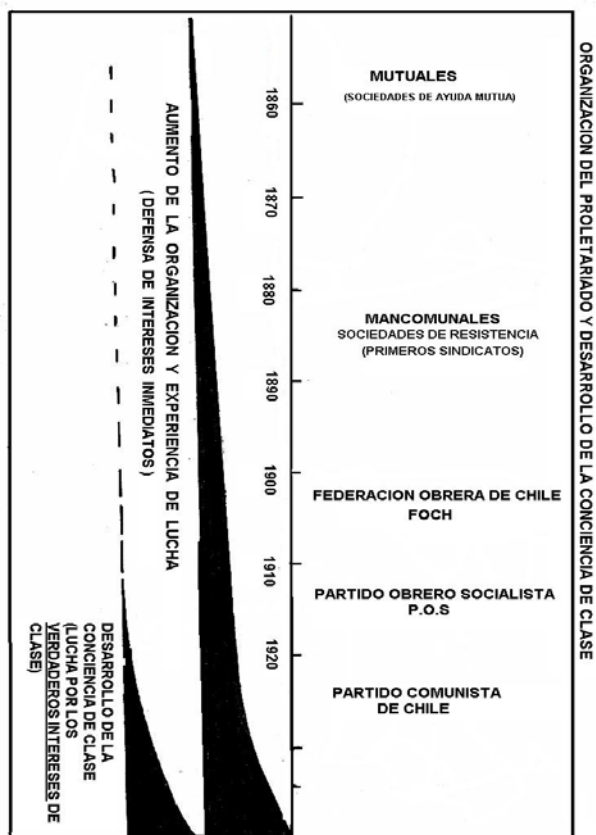 ORGANIZACION DEL PROLETARIADO Y DESARROLLO DE LA CONCIENCIA DE CLASE
MUTUALES
(SOCIEDADES DE AYUDA MUTUA)
MANCOMUNALES
SOCIEDADES DE RESISTENCIA
(PRIMEROS SINDICATOS)
FEDERACION OBRERA DE CHILE
FOCH
PARTIDO OBRERO SOCIALISTA
P.O.S
PARTIDO COMUNISTA
DE CHILE
1860
1870
1880
1890
1900
1910
1920
AUMENTO DE LA ORGANIZACION Y EXPERIENCIA DE LUCHA
(DEFENSA DE INTERESES INMEDIATOS)
DESARROLLO DE LA
CONCIENCIA DE CLASE
(LUCHA POR LOS
VERDADEROS INTERESES DE
CLASE)